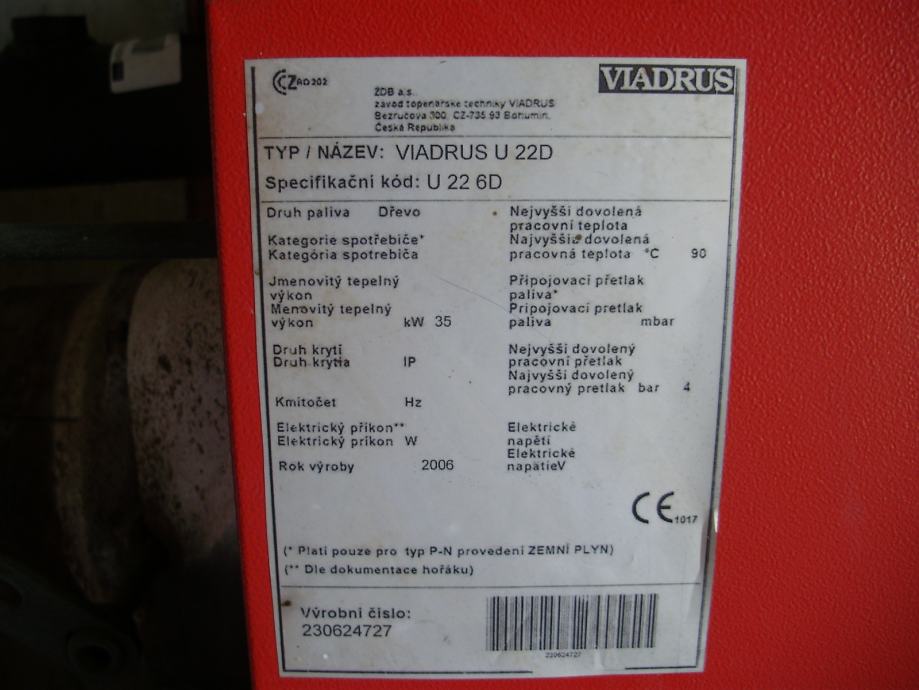 CZ AO 202
VIADRUS
ŽDB a.s.
závod topenářské techniky VIADRUS
Bezručova 300, CZ-735 93 Bohumín,
Česká Republika
TYP / NÁZEV: VIADRUS U 22D
Specifikační kód: U 22 6D
Druh paliva Dřevo
Kategorie spotřebiče*
Kategória spotrebiča
Jmenovitý tepelný
výkon
Menovitý tepelný
výkon kW 35
Druh krytí
Druh krytia IP
Kmitočet Hz
Elektrický příkon**
Elektrický príkon W
Rok výroby 2006
Nejvyšší dovolená
pracovní teplota
Najvyššia dovolená
pracovná teplota °C 90
Připojovací přetlak
paliva*
Pripojovací pretlak
paliva mbar
Nejvyšší dovolený
pracovní přetlak
Najvyšší dovolený
pracovný pretlak bar 4
Elektrické
napětí
Elektrické
napätieV
CE 1017
(* Platí pouze pro typ P-N provedení ZEMNÍ PLYN)
(** Dle dokumentace hořáku)
Výrobní číslo:
230624727
230624727